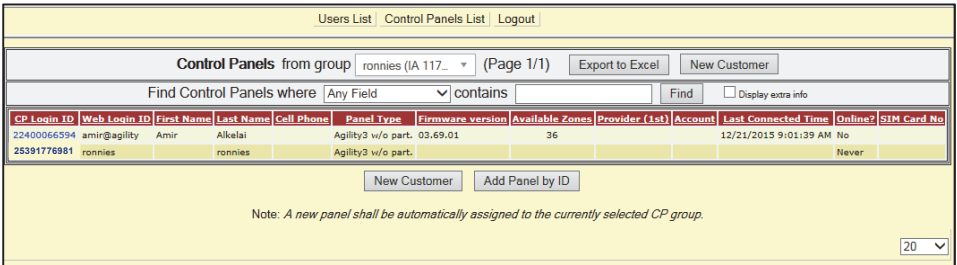 Users List Control Panels List Logout
Control Panels from group ronnies (IA 117... (Page 1/1) Export to Excel New Customer
Find Control Panels where Any Field contains Find Display extra info
CP Login ID Web Login ID First Name Last Name Cell Phone Panel Type Firmware version Available Zones Provider (1st) Account Last Connected Time Online? SIM Card No
22400066594 amir@agility Amir Alkelai Agility3 w/o part. 03.69.01 36 12/21/2015 9:01:39 AM No
25391776981 ronnies ronnies Agility3 w/o part. Never
New Customer Add Panel by ID
Note: A new panel shall be automatically assigned to the currently selected CP group.
20